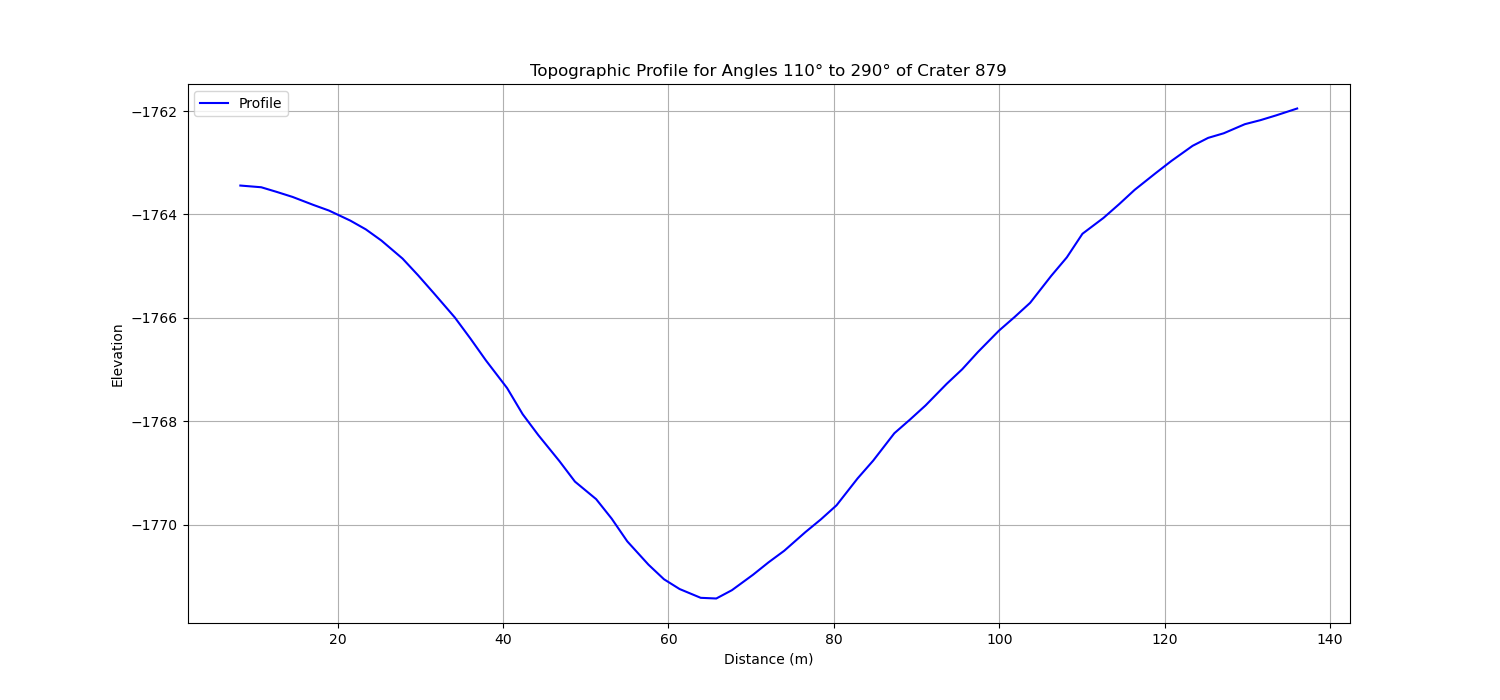 Topographic Profile for Angles 110° to 290° of Crater 879
Profile
−1762
−1764
−1766
−1768
−1770
Elevation
20 40 60 80 100 120 140
Distance (m)